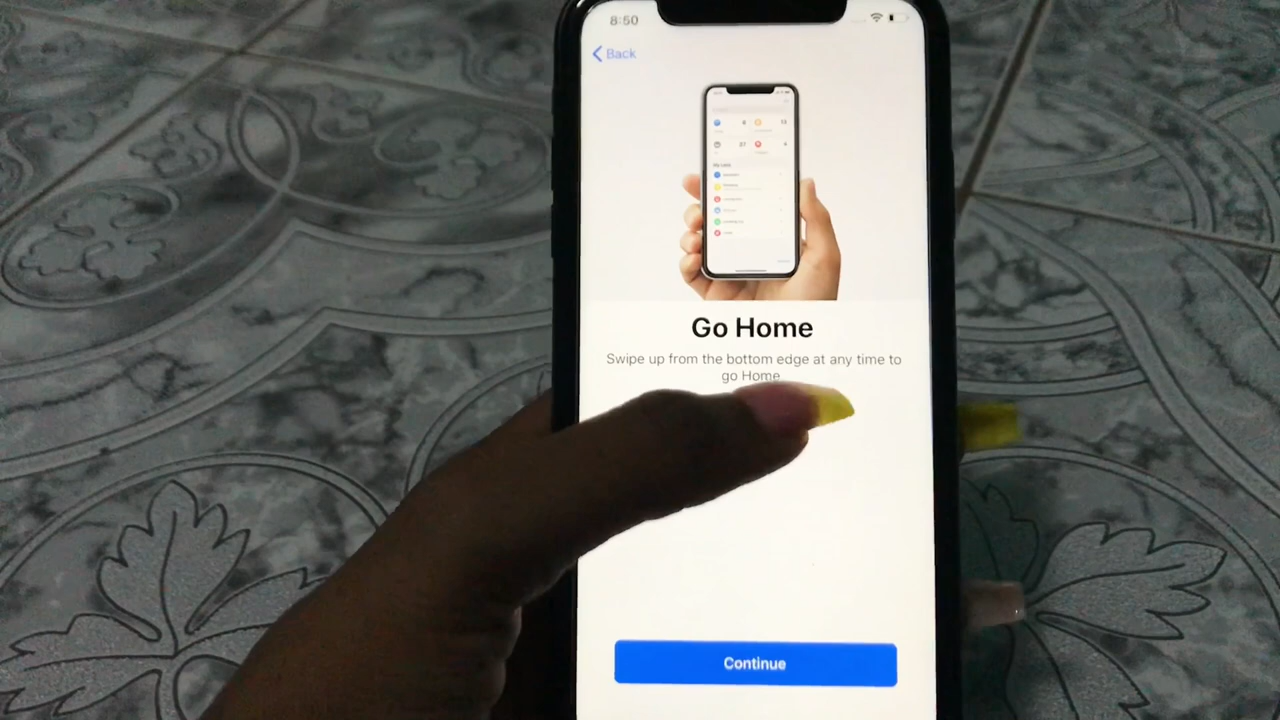 8:50
Back
Go Home
Swipe up from the bottom edge at any time to
go Home.
Continue